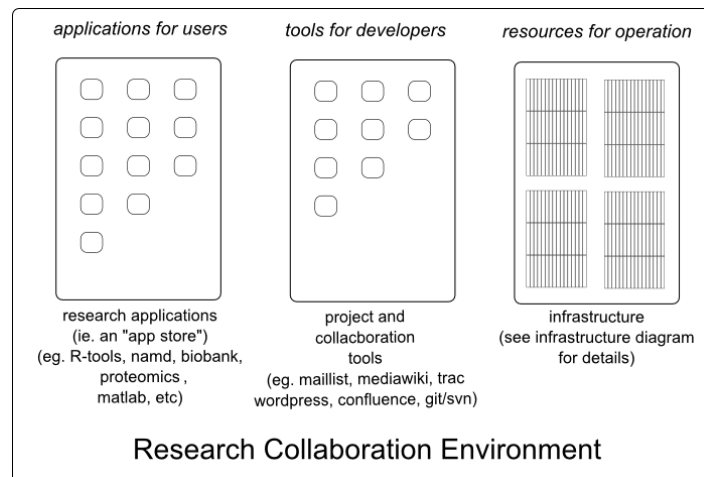 applications for users
tools for developers
resources for operation
research applications
(ie. an "app store")
(eg. R-tools, namd, biobank,
proteomics ,
matlab, etc)
project and
collacboration
tools
(eg. maillist, mediawiki, trac
wordpress, confluence, git/svn)
infrastructure
(see infrastructure diagram
for details)
Research Collaboration Environment